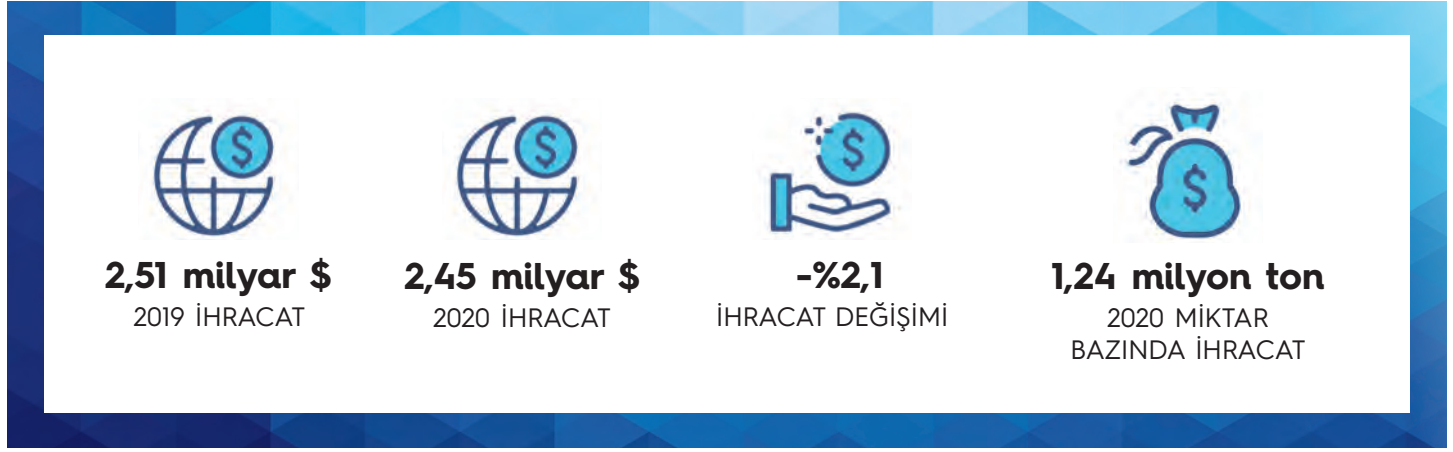 $
$
$
$
2,51 milyar $
2019 İHRACAT
2,45 milyar $
2020 İHRACAT
-%2,1
İHRACAT DEĞİŞİMİ
1,24 milyon ton
2020 MİKTAR
BAZINDA İHRACAT